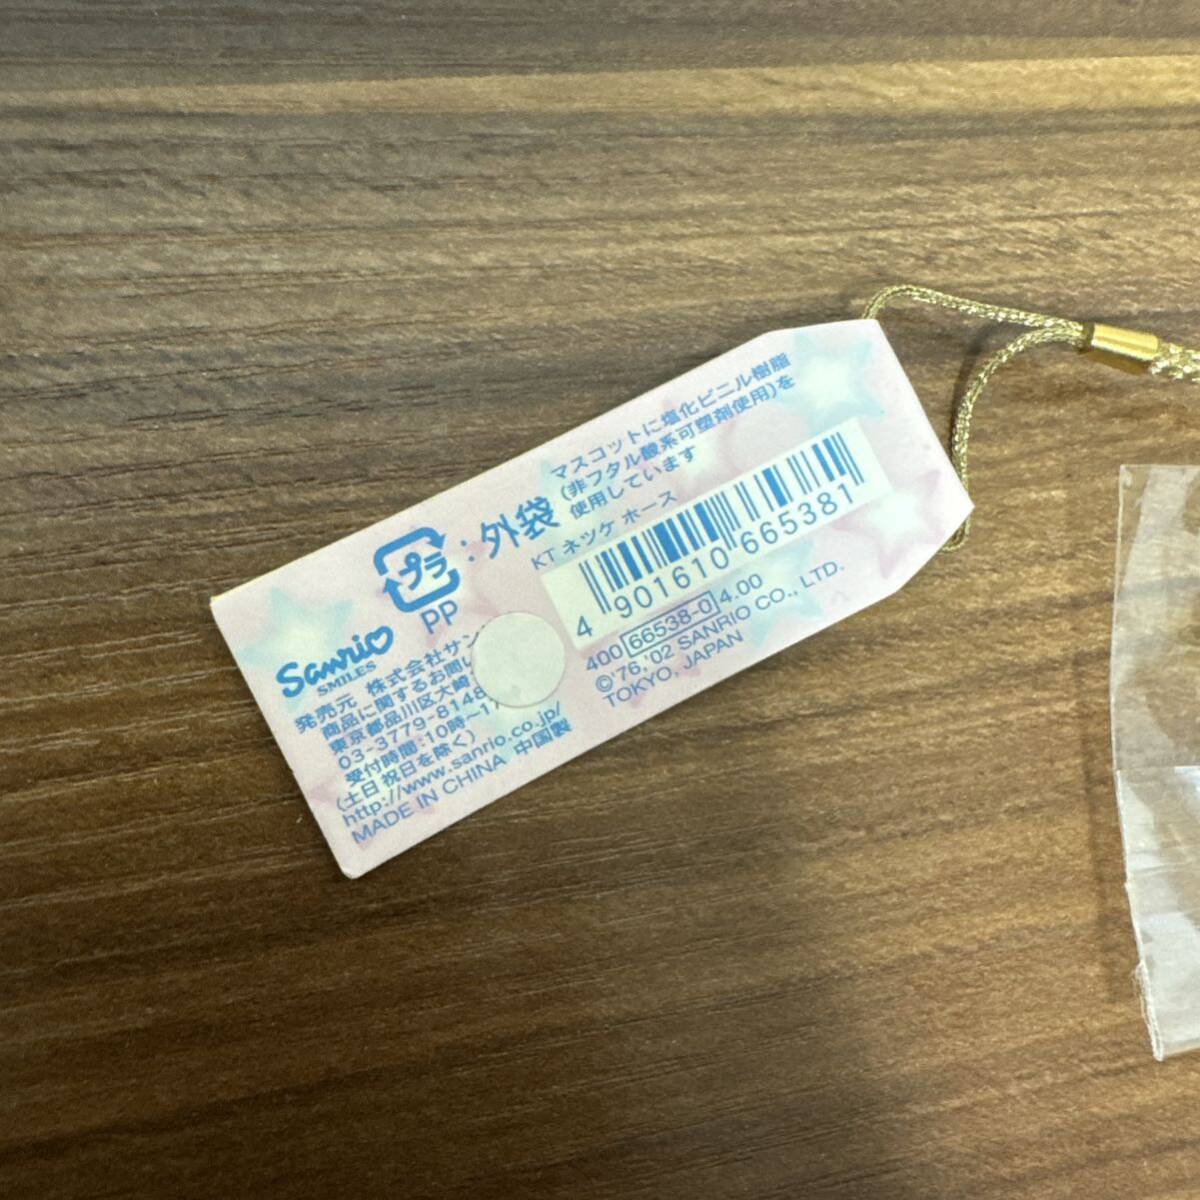 マスコットに塩化ビニル樹脂
(非フタル酸系可塑剤使用)を
使用しています
プラ
:外袋
PP
KT ネツケ ホース
4 901610 665381
400 66538-0 4.00
©'76,'02 SANRIO CO., LTD.
TOKYO, JAPAN
Sanrio
SMILES
発売元 株式会社サン
商品に関するお問い
東京都品川区大崎
03-3779-8148
受付時間:10時~17
(土日 祝日を除く)
http://www.sanrio.co.jp/
MADE IN CHINA 中国製